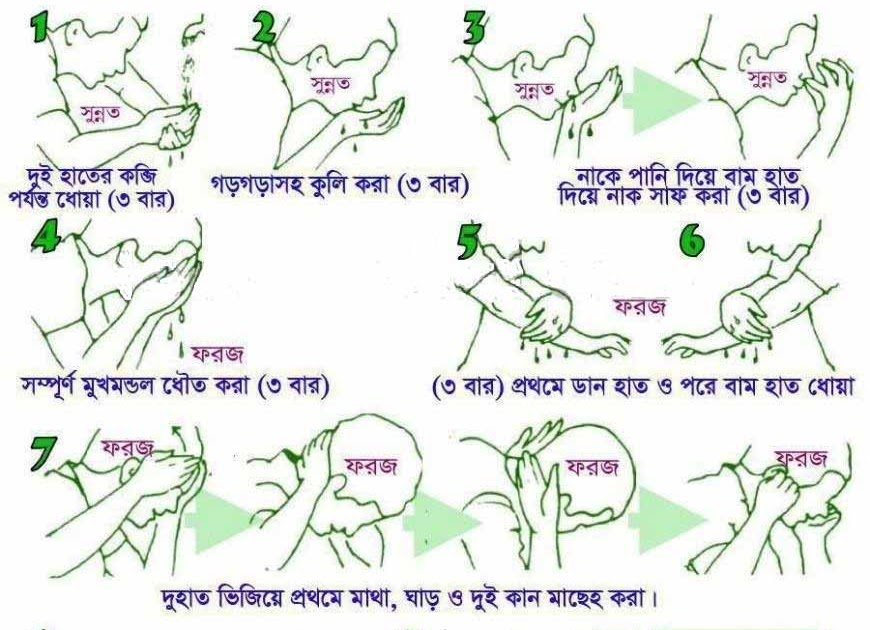 1
সুন্নত
দুই হাতের কব্জি
পর্যন্ত ধোয়া (৩ বার)
2
সুন্নত
গড়গড়াসহ কুলি করা (৩ বার)
3
সুন্নত
সুন্নত
নাকে পানি দিয়ে বাম হাত
দিয়ে নাক সাফ করা (৩ বার)
4
ফরজ
সম্পূর্ণ মুখমন্ডল ধৌত করা (৩ বার)
5
6
ফরজ
(৩ বার) প্রথমে ডান হাত ও পরে বাম হাত ধোয়া
7
ফরজ
ফরজ
ফরজ
ফরজ
দুহাত ভিজিয়ে প্রথমে মাথা, ঘাড় ও দুই কান মাছেহ করা।